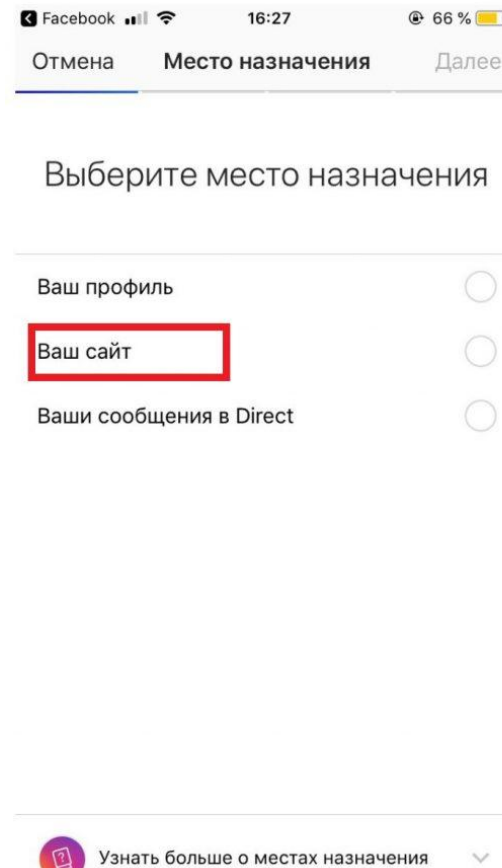 Facebook 16:27 66 %
Отмена Место назначения Далее
Выберите место назначения
Ваш профиль
Ваш сайт
Ваши сообщения в Direct
Узнать больше о местах назначения